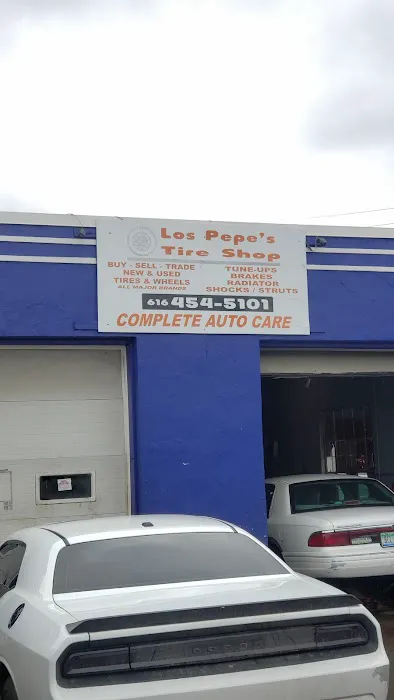 Los Pepe's
Tire Shop
BUY - SELL - TRADE
NEW & USED
TIRES & WHEELS
ALL MAJOR BRANDS
TUNE-UPS
BRAKES
RADIATOR
SHOCKS / STRUTS
616 454-5101
COMPLETE AUTO CARE